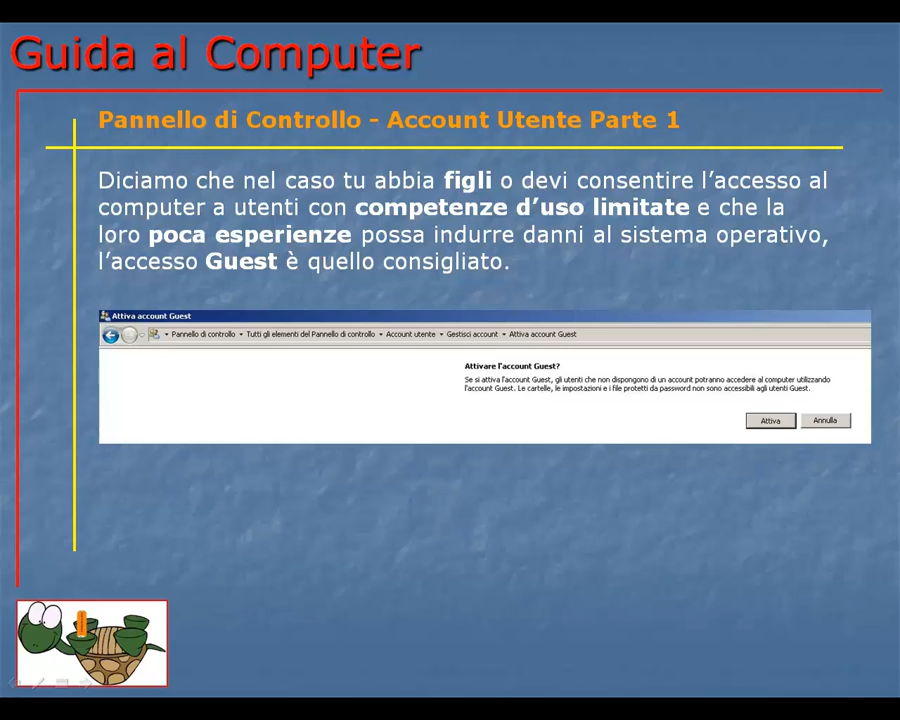 Guida al Computer
Pannello di Controllo - Account Utente Parte 1
Diciamo che nel caso tu abbia figli o devi consentire l’accesso al
computer a utenti con competenze d’uso limitate e che la
loro poca esperienze possa indurre danni al sistema operativo,
l’accesso Guest è quello consigliato.
Attiva account Guest
Pannello di controllo Tutti gli elementi del Pannello di controllo Account utente Gestisci account Attiva account Guest
Attivare l'account Guest?
Se si attiva l'account Guest, gli utenti che non dispongono di un account potranno accedere al computer utilizzando
l'account Guest. Le cartelle, le impostazioni e i file protetti da password non sono accessibili agli utenti Guest.
Attiva Annulla